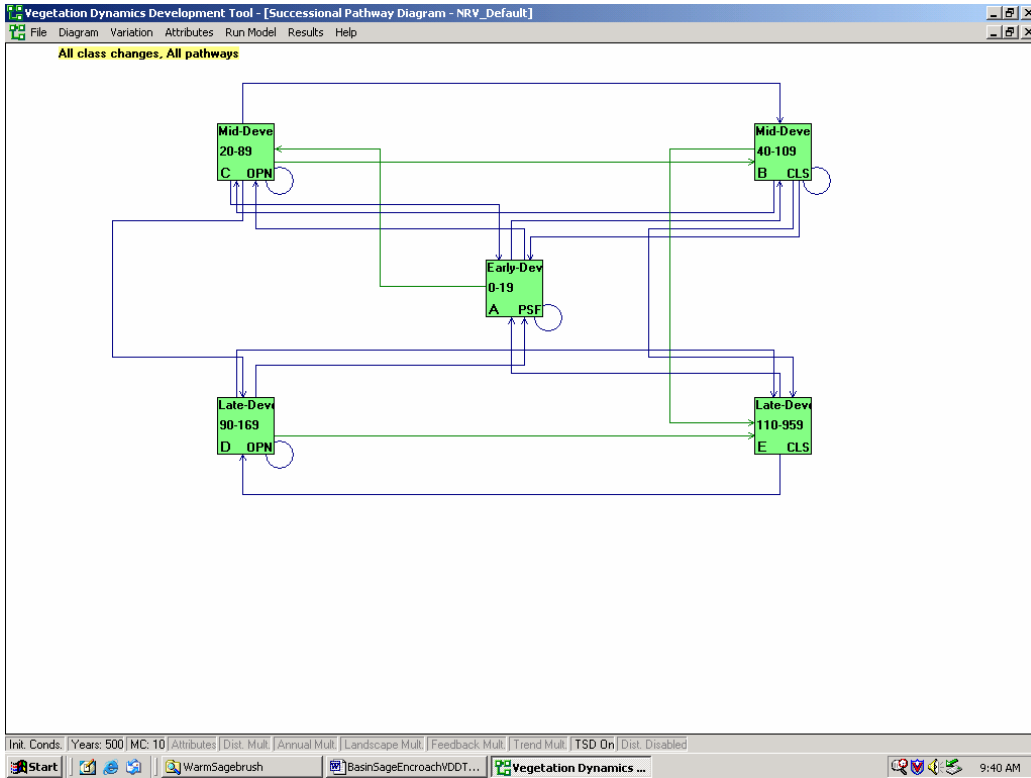 Vegetation Dynamics Development Tool - [Successional Pathway Diagram - NRV_Default]
File Diagram Variation Attributes Run Model Results Help
All class changes, All pathways
Mid-Deve
20-89
C OPN
Mid-Deve
40-109
B CLS
Early-Dev
0-19
A PSF
Late-Deve
90-169
D OPN
Late-Deve
110-959
E CLS
Init. Conds. Years: 500 MC: 10 Attributes Dist. Mult Annual Mult. Landscape Mult Feedback Mult. Trend Mult. TSD On Dist. Disabled
Start WarmSagebrush BasinSageEncroachVDDT... Vegetation Dynamics ... 9:40 AM